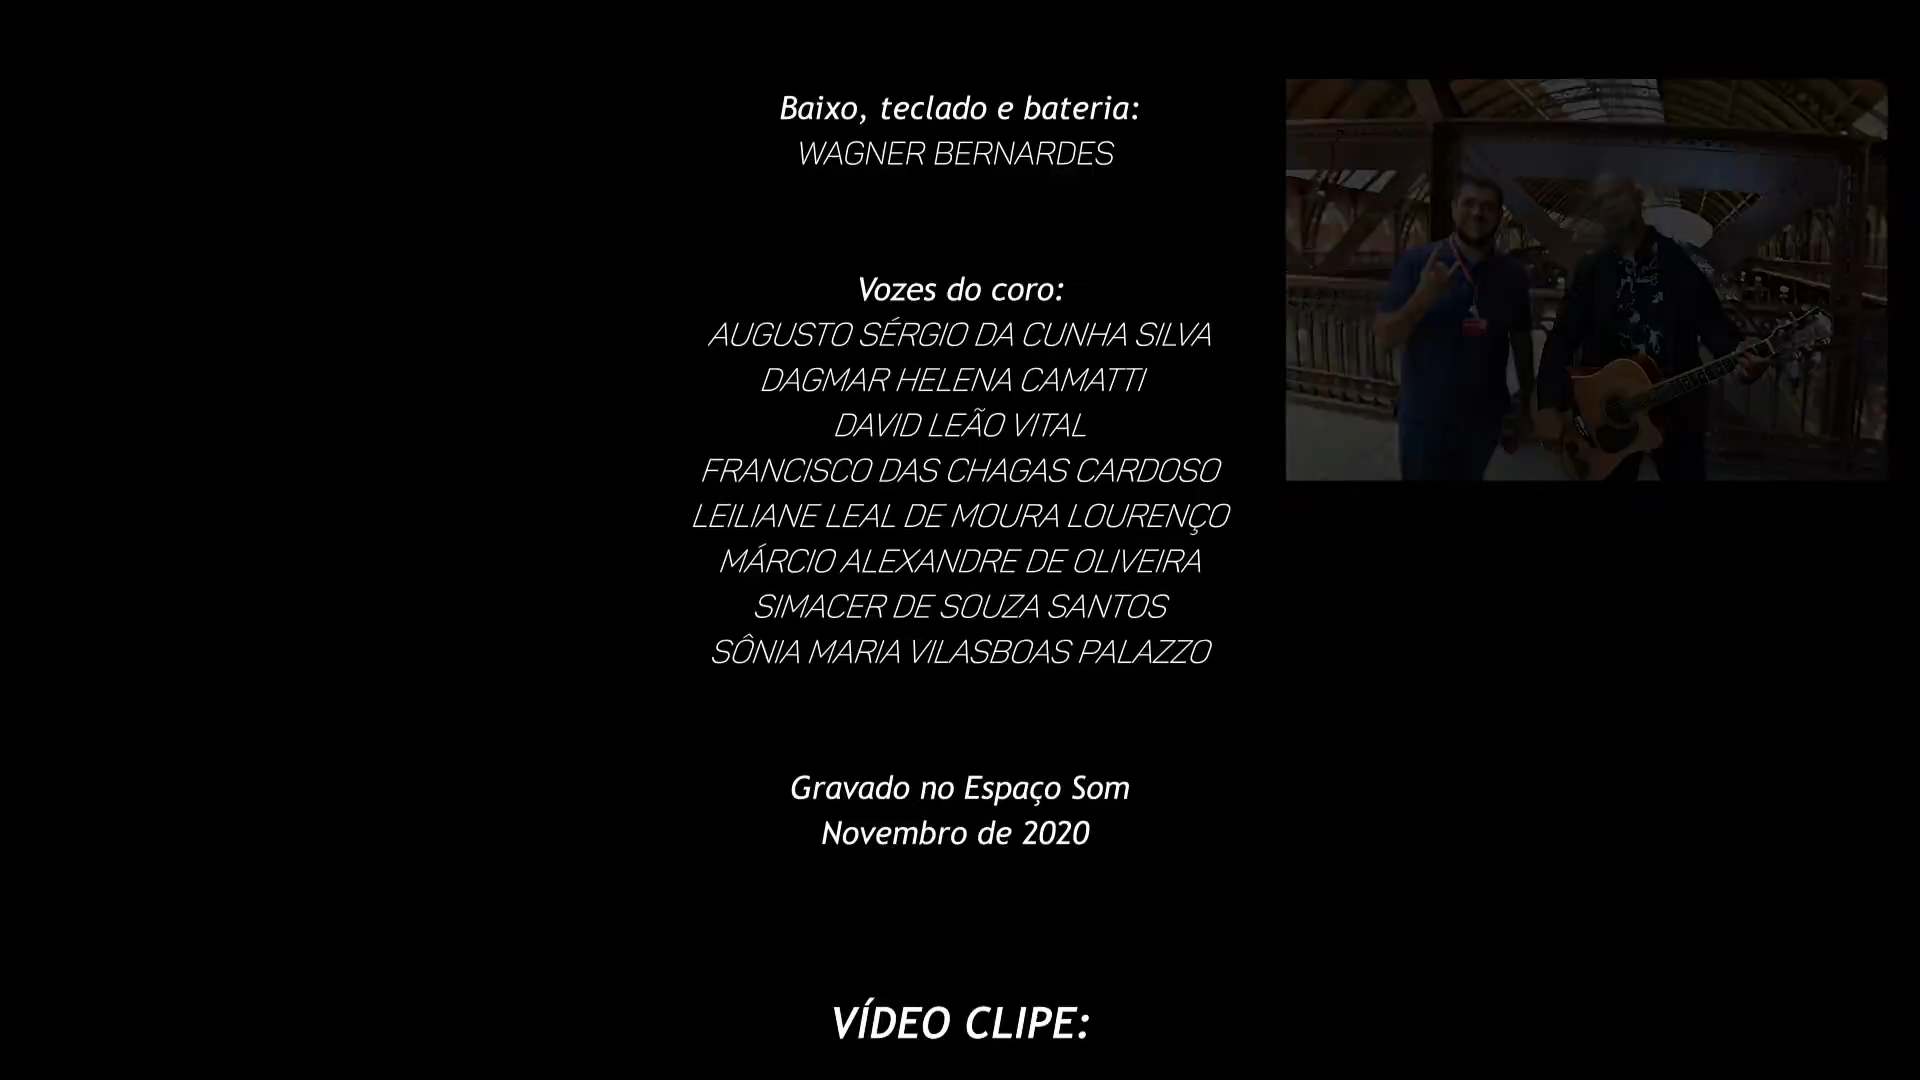 Baixo, teclado e bateria:
WAGNER BERNARDES
Vozes do coro:
AUGUSTO SÉRGIO DA CUNHA SILVA
DAGMAR HELENA CAMATTI
DAVID LEÃO VITAL
FRANCISCO DAS CHAGAS CARDOSO
LEILIANE LEAL DE MOURA LOURENÇO
MÁRCIO ALEXANDRE DE OLIVEIRA
SIMACER DE SOUZA SANTOS
SÔNIA MARIA VILASBOAS PALAZZO
Gravado no Espaço Som
Novembro de 2020
VÍDEO CLIPE: